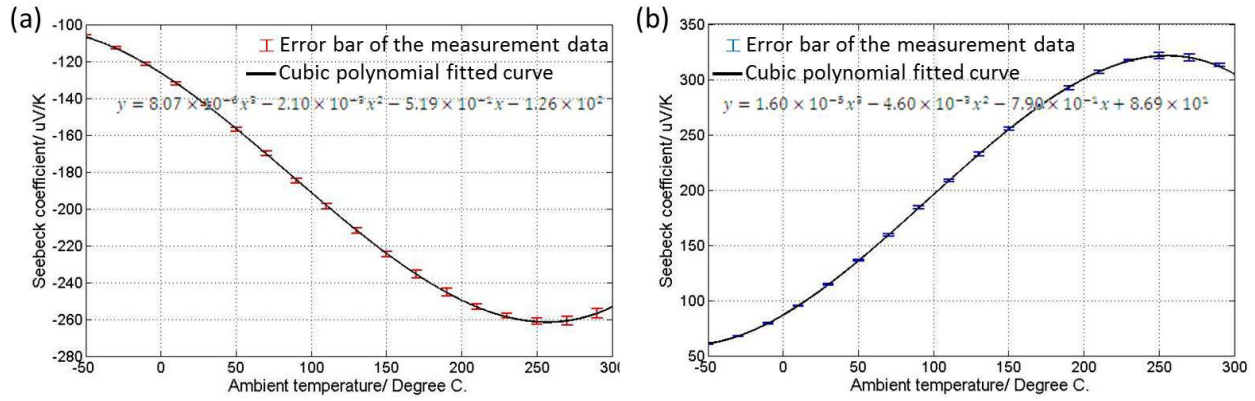 (a)
-100
-120
-140
-160
-180
-200
-220
-240
-260
-280
Seebeck coefficient/ uV/K
Error bar of the measurement data
Cubic polynomial fitted curve
y = 8.07 × 10⁻⁶x³ − 2.10 × 10⁻³x² − 5.19 × 10⁻¹x − 1.26 × 10²
-50 0 50 100 150 200 250 300
Ambient temperature/ Degree C.
(b)
350
300
250
200
150
100
50
Seebeck coefficient/ uV/K
Error bar of the measurement data
Cubic polynomial fitted curve
y = 1.60 × 10⁻⁵x³ − 4.60 × 10⁻³x² − 7.90 × 10⁻¹x + 8.69 × 10¹
-50 0 50 100 150 200 250 300
Ambient temperature/ Degree C.